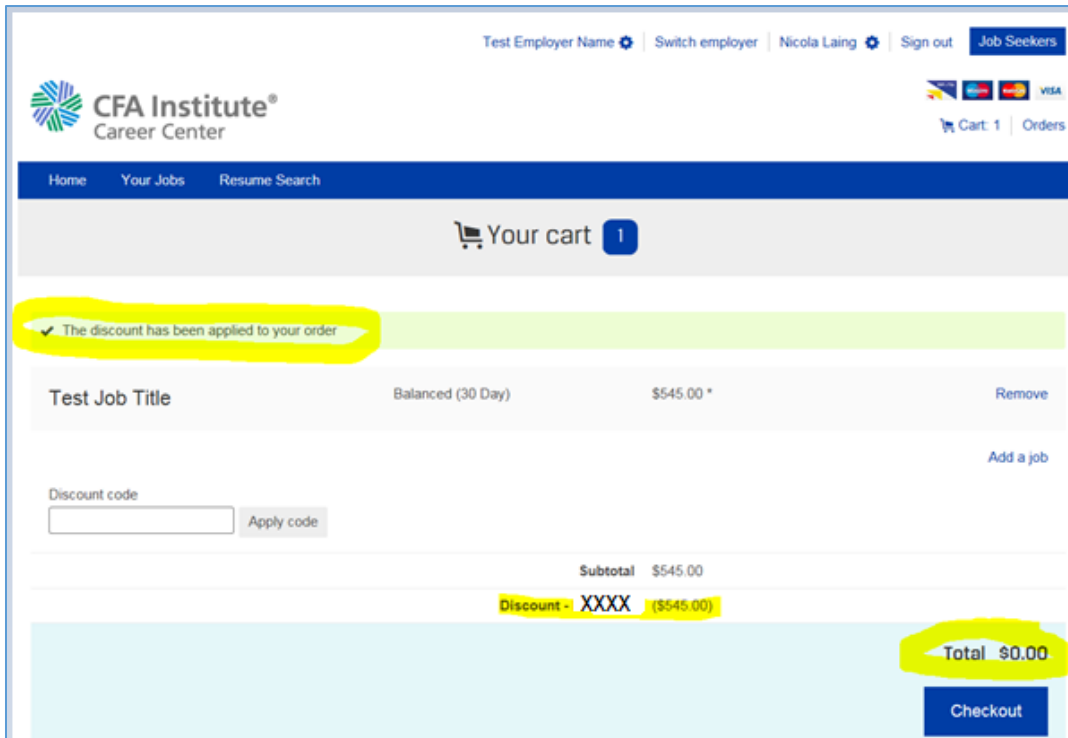 Test Employer Name Switch employer Nicola Laing Sign out Job Seekers
CFA Institute®
Career Center
VISA
Cart: 1 Orders
Home Your Jobs Resume Search
Your cart 1
The discount has been applied to your order
Test Job Title Balanced (30 Day) $545.00 * Remove
Add a job
Discount code
Apply code
Subtotal $545.00
Discount - XXXX ($545.00)
Total $0.00
Checkout